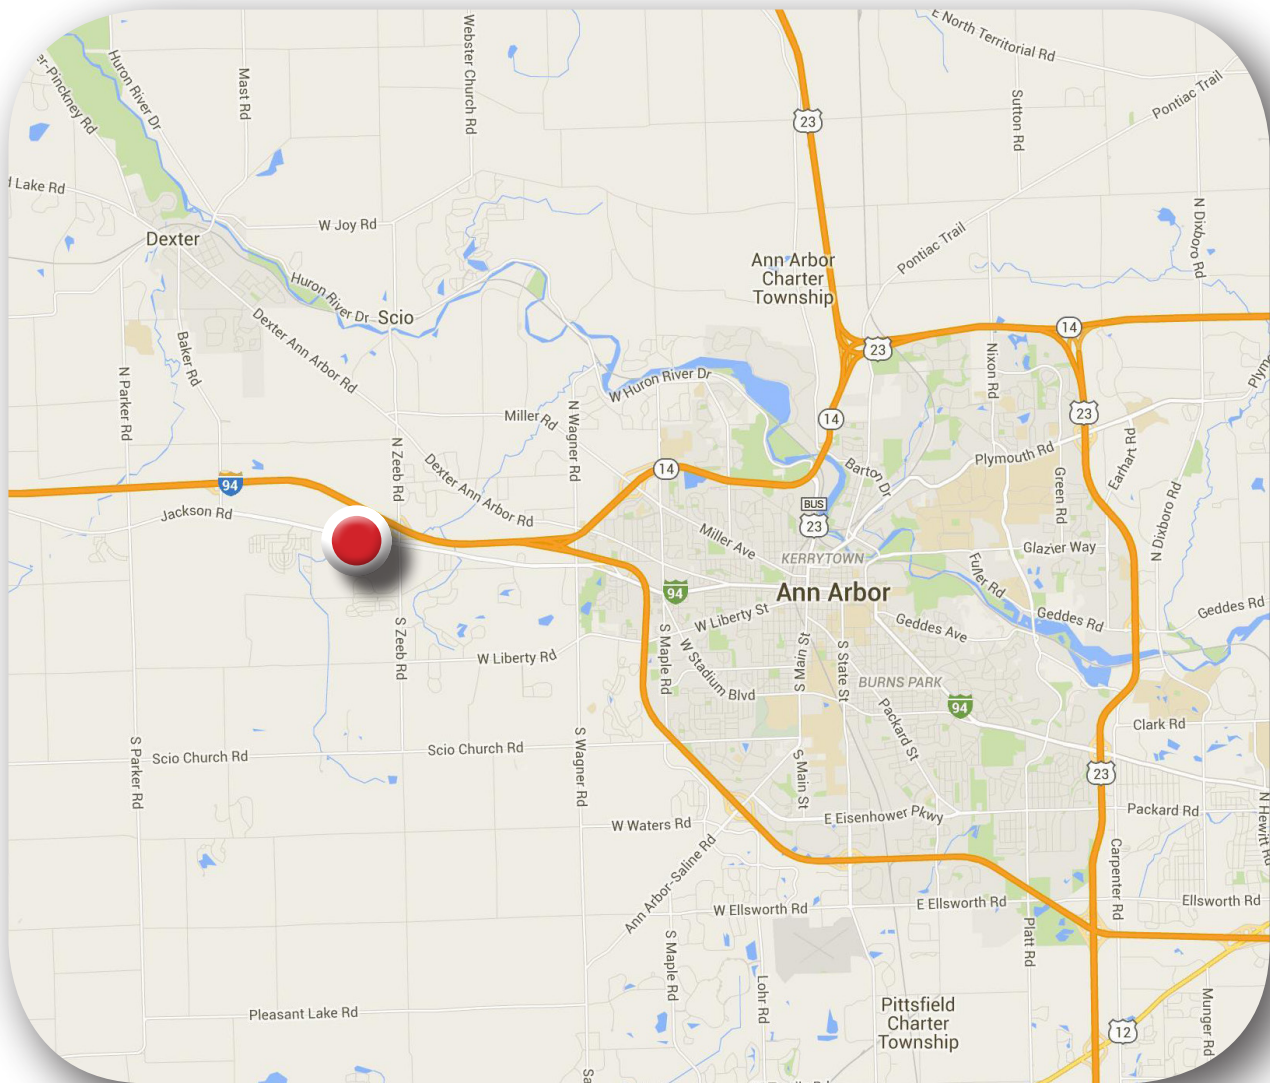 E North Territorial Rd
Webster Church Rd
Huron River Dr
er-Pinckney Rd
Mast Rd
Pontiac Trail
Sutton Rd
23
d Lake Rd
W Joy Rd
N Dixboro Rd
Dexter
Pontiac Trail
Ann Arbor
Charter
Township
Huron River Dr
Scio
14
23
Dexter Ann Arbor Rd
Baker Rd
Nixon Rd
Plymo
N Parker Rd
W Huron River Dr
Miller Rd
N Wagner Rd
14
23
N Zeeb Rd
Plymouth Rd
Earhart Rd
Dexter Ann Arbor Rd
14
Barton Dr
94
Green Rd
N Dixboro Rd
Jackson Rd
BUS
23
Miller Ave
KERRYTOWN
Glazier Way
Fuller Rd
94
Ann Arbor
W Liberty St
Geddes Rd
Geddes Rd
Geddes Ave
S Zeeb Rd
S Maple Rd
W Stadium Blvd
S Main St
S State St
W Liberty Rd
BURNS PARK
94
Packard St
Clark Rd
S Parker Rd
Scio Church Rd
Scio Church Rd
S Wagner Rd
S Main St
23
Packard Rd
N Hewitt Rd
W Waters Rd
E Eisenhower Pkwy
Ann Arbor-Saline Rd
Carpenter Rd
W Ellsworth Rd
E Ellsworth Rd
Ellsworth Rd
S Maple Rd
Platt Rd
Lohr Rd
Pleasant Lake Rd
Pittsfield
Charter
Township
12
Munger Rd
Sa